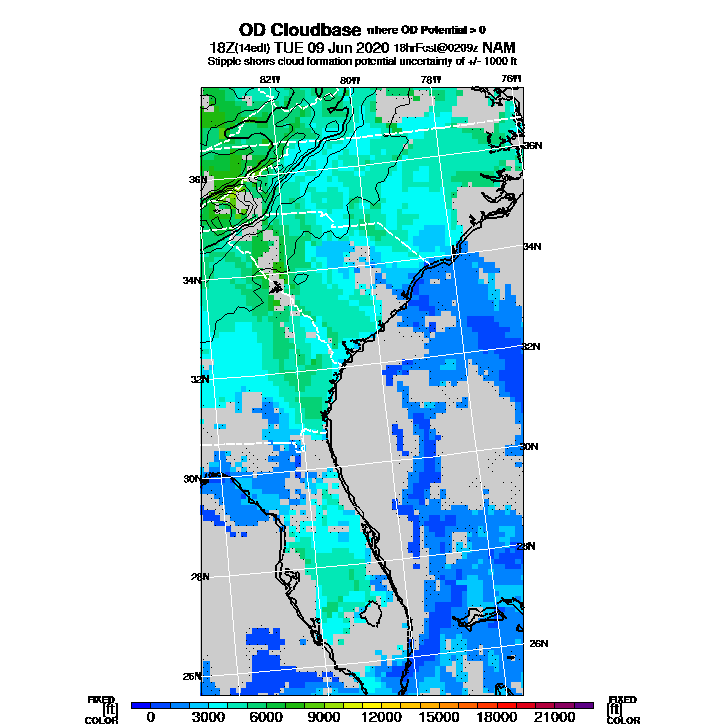 OD Cloudbase where OD Potential > 0
18Z(14edt) TUE 09 Jun 2020 18hrFcst@0209z NAM
Stipple shows cloud formation potential uncertainty of +/- 1000 ft
82W 80W 78W 76W
36N
36N
34N
34N
32N
32N
30N
30N
28N
28N
26N
26N
FIXED FIXED
[ft] [ft]
COLOR 0 3000 6000 9000 12000 15000 18000 21000 COLOR